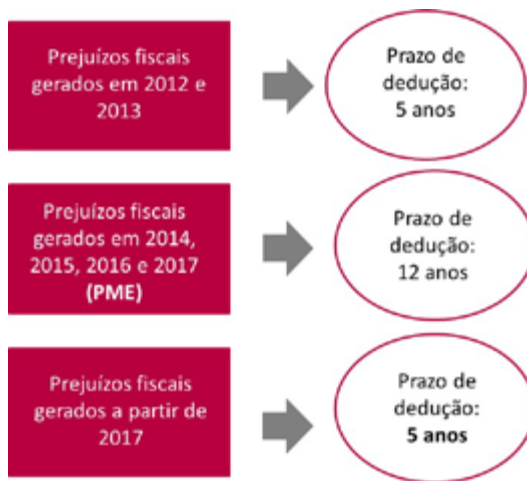 Prejuízos fiscais
gerados em 2012 e
2013
Prazo de
dedução:
5 anos
Prejuízos fiscais
gerados em 2014,
2015, 2016 e 2017
(PME)
Prazo de
dedução:
12 anos
Prejuízos fiscais
gerados a partir de
2017
Prazo de
dedução:
5 anos